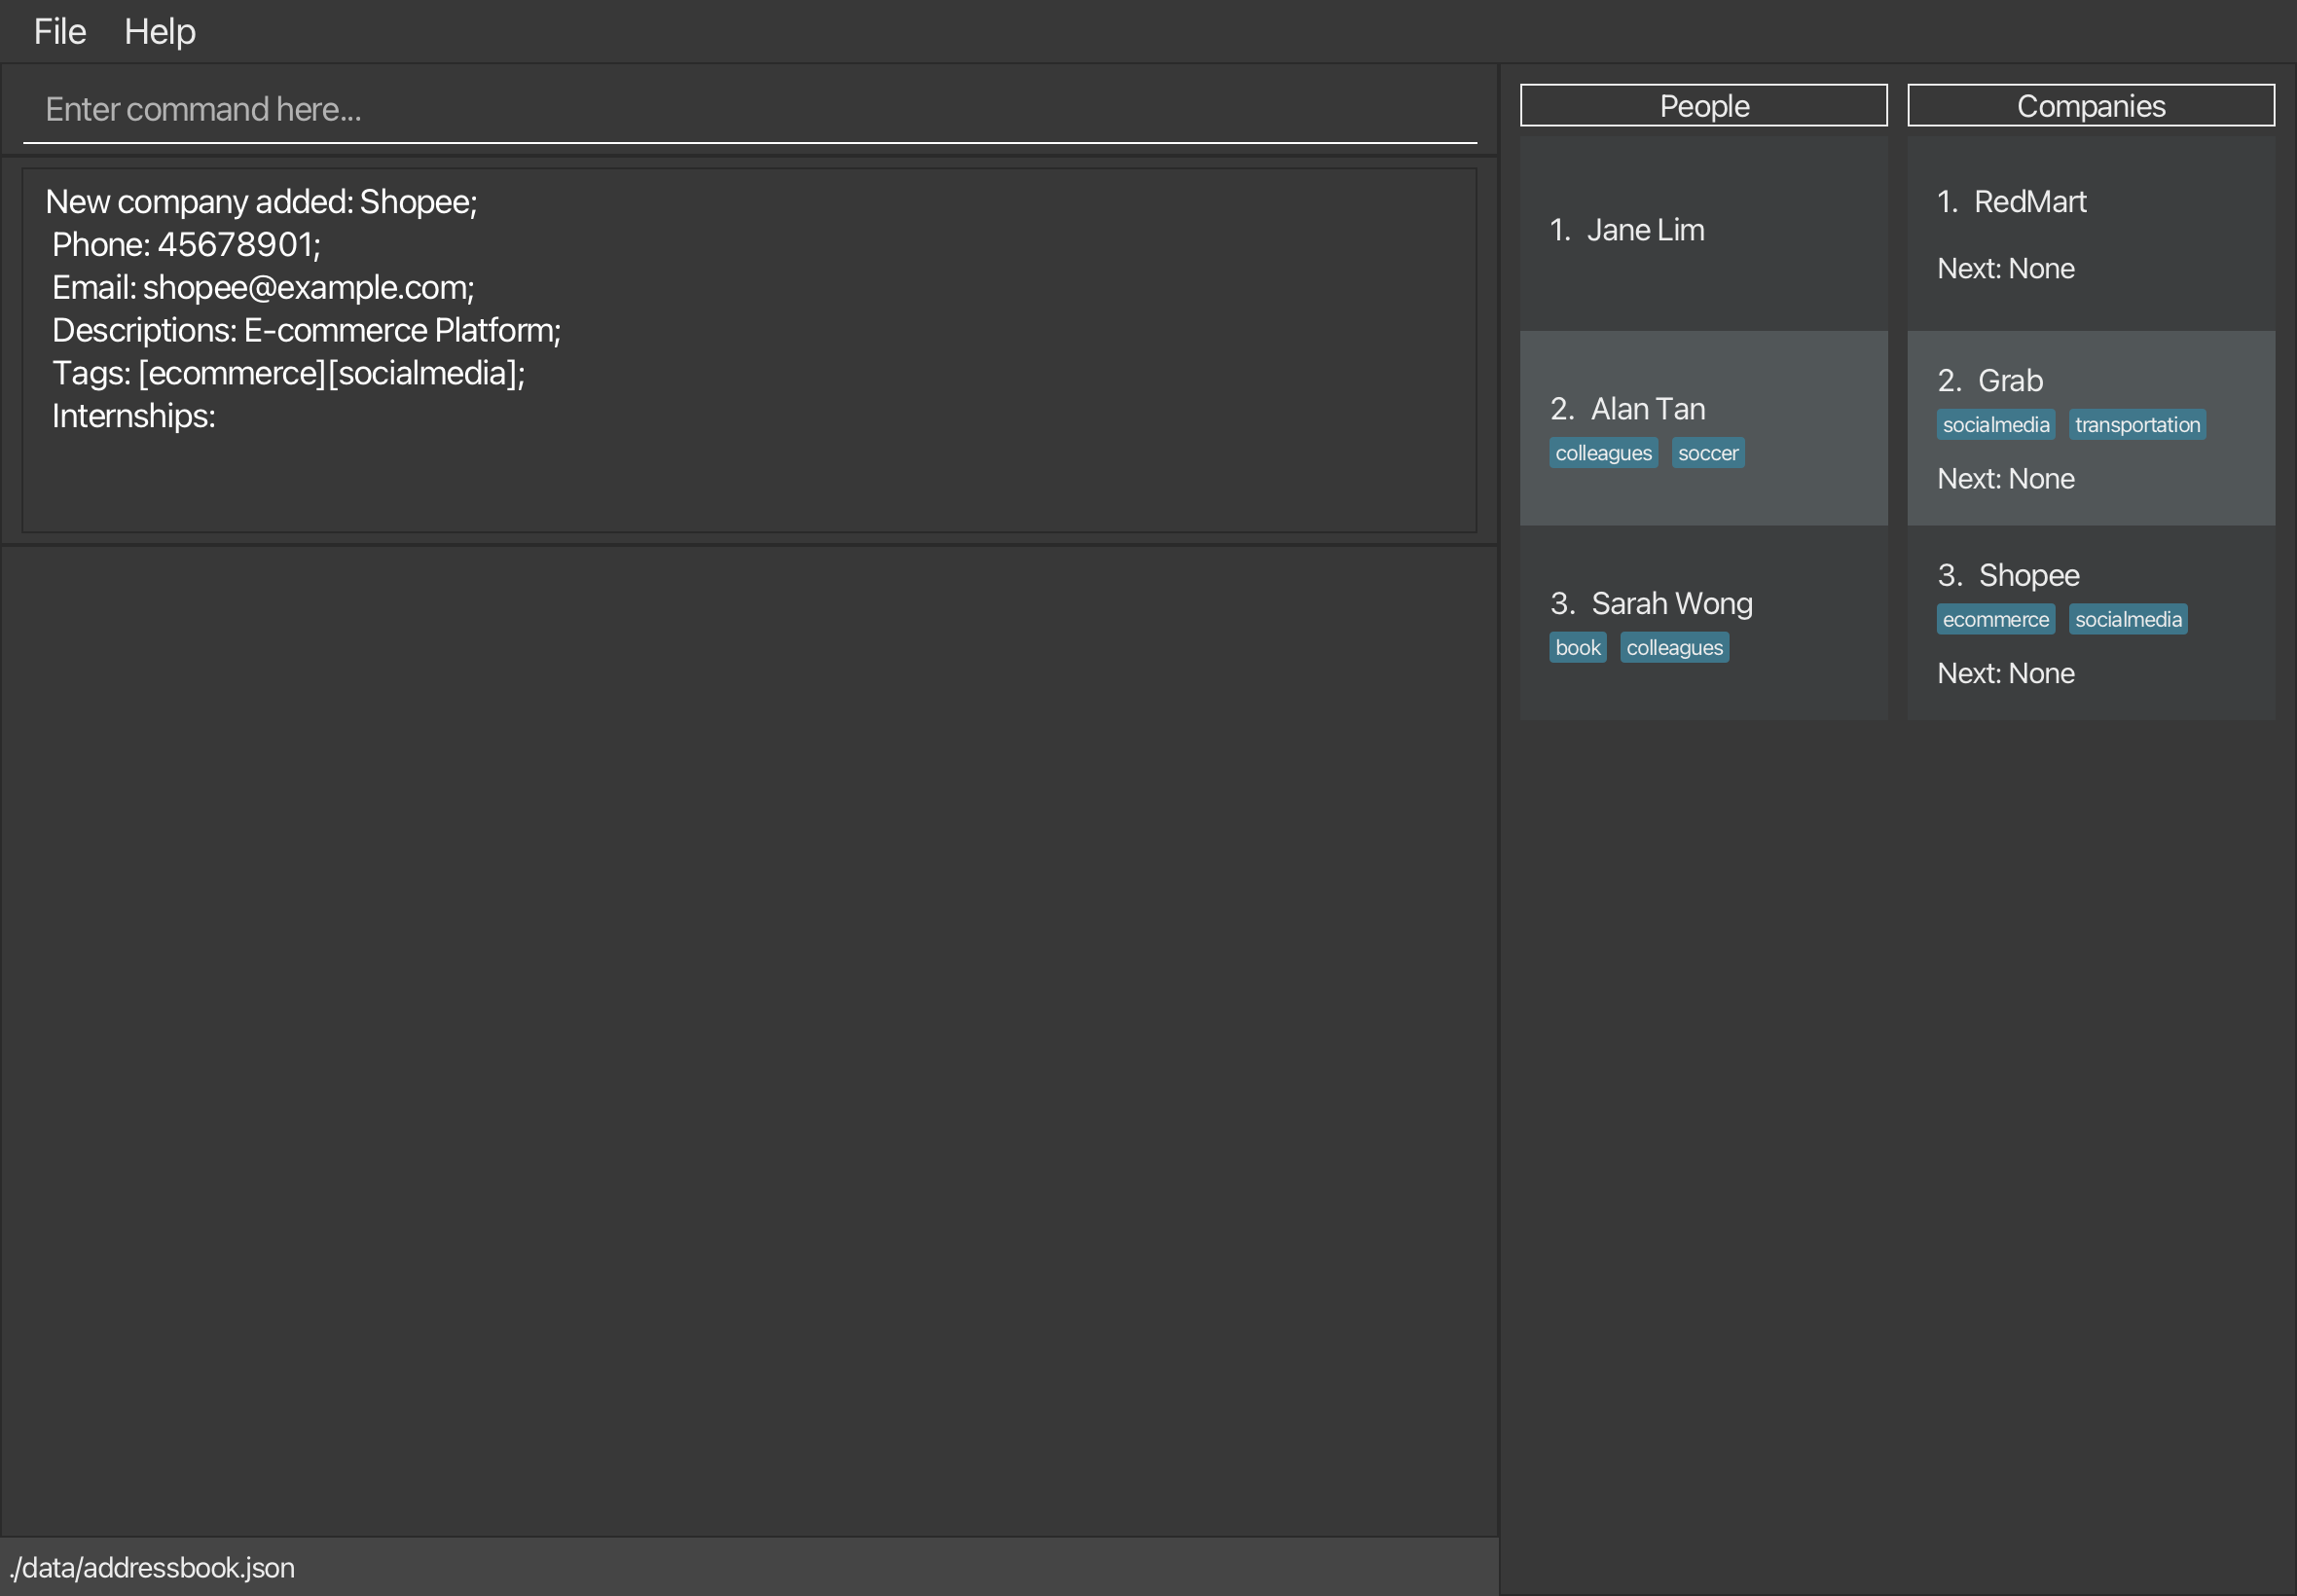 File Help
Enter command here...
New company added: Shopee;
Phone: 45678901;
Email: shopee@example.com;
Descriptions: E-commerce Platform;
Tags: [ecommerce][socialmedia];
Internships:
People
1. Jane Lim
2. Alan Tan
colleagues soccer
3. Sarah Wong
book colleagues
Companies
1. RedMart
Next: None
2. Grab
socialmedia transportation
Next: None
3. Shopee
ecommerce socialmedia
Next: None
./data/addressbook.json